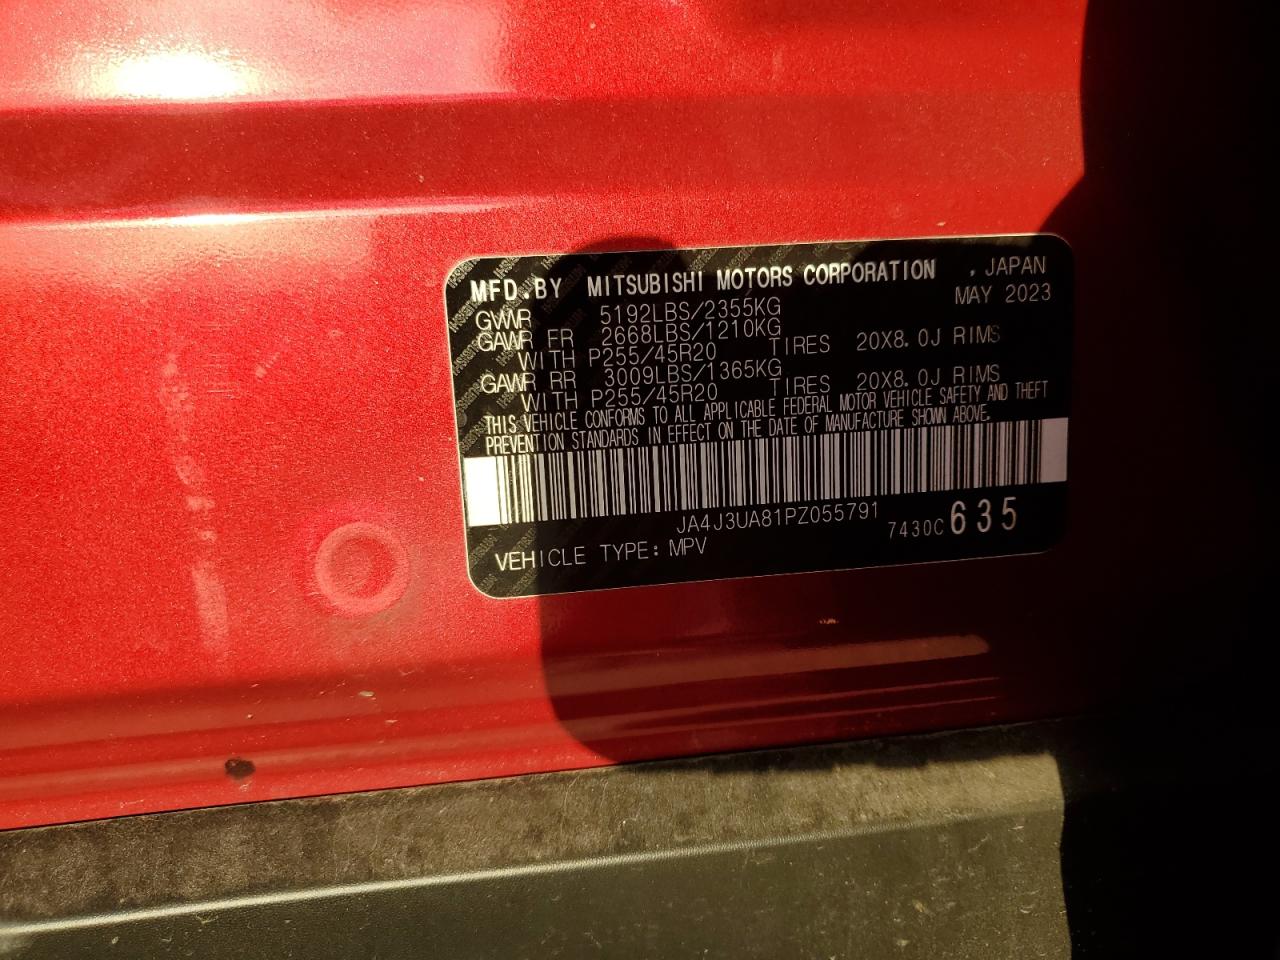 MFD.BY MITSUBISHI MOTORS CORPORATION , JAPAN
MAY 2023
GVWR 5192LBS/2355KG
GAWR FR 2668LBS/1210KG
WITH P255/45R20 TIRES 20X8.0J RIMS
GAWR RR 3009LBS/1365KG
WITH P255/45R20 TIRES 20X8.0J RIMS
THIS VEHICLE CONFORMS TO ALL APPLICABLE FEDERAL MOTOR VEHICLE SAFETY AND THEFT
PREVENTION STANDARDS IN EFFECT ON THE DATE OF MANUFACTURE SHOWN ABOVE.
JA4J3UA81PZ055791
7430C635
VEHICLE TYPE: MPV